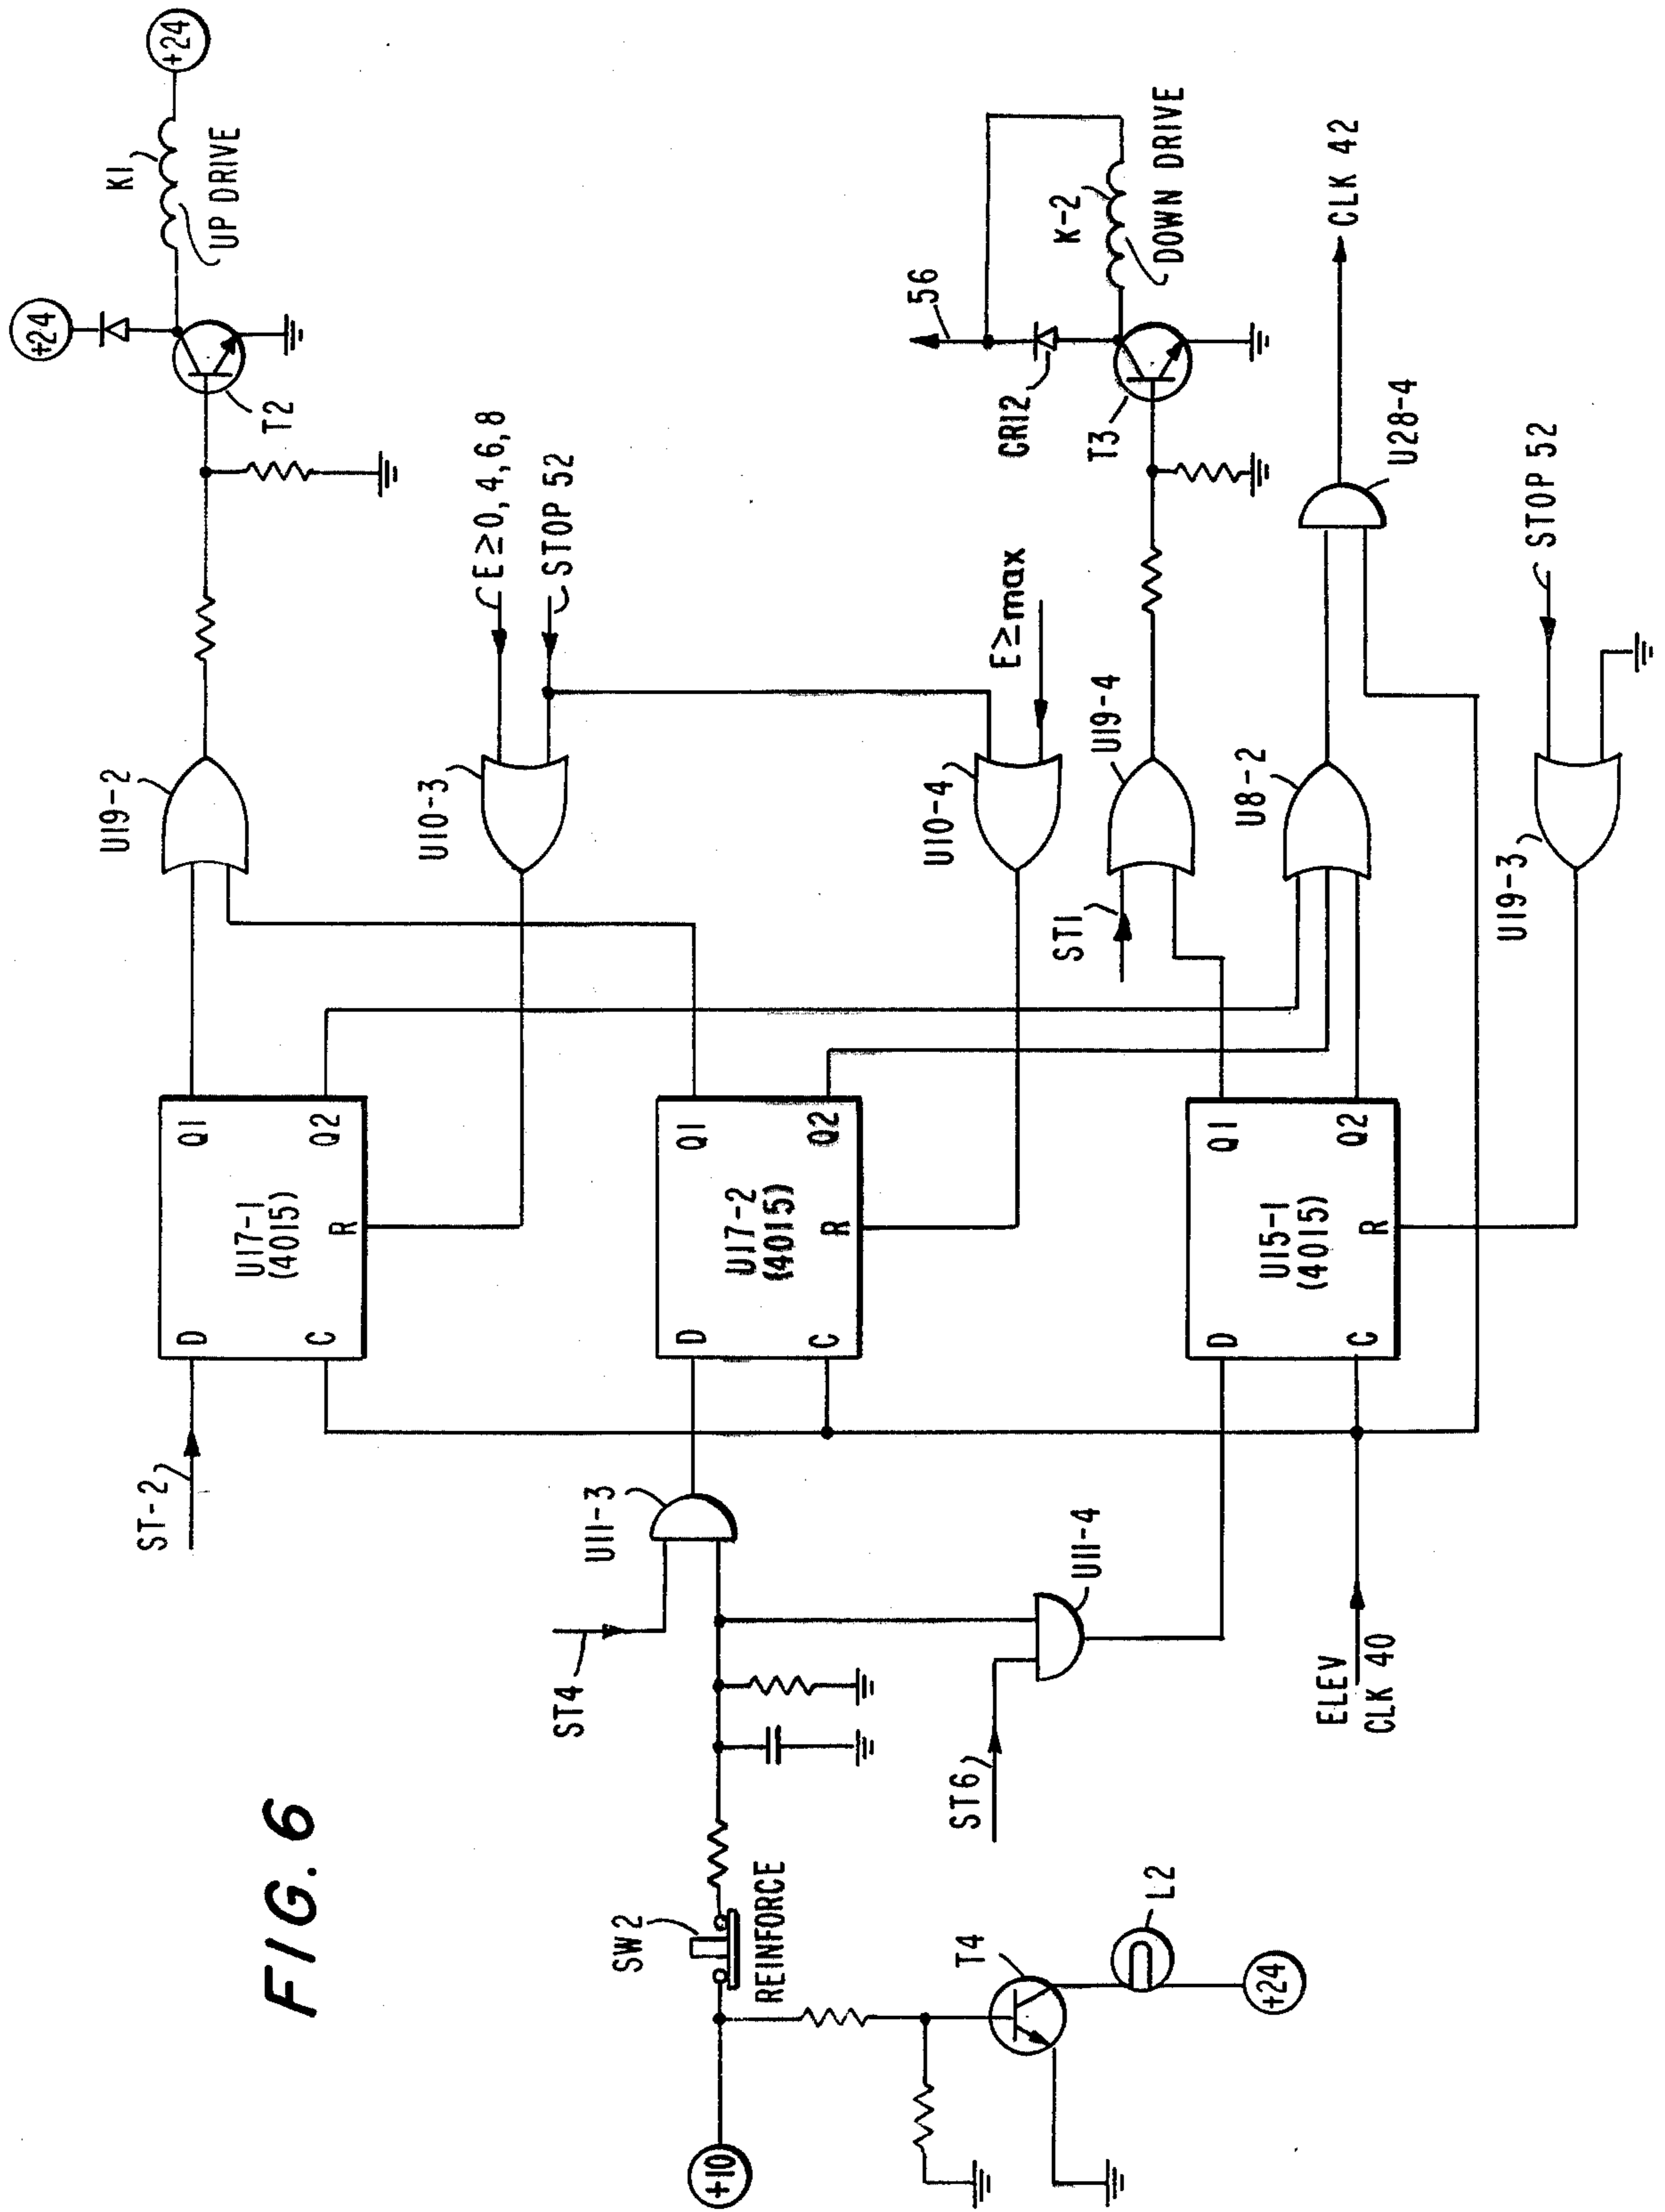 FIG. 6
ST-2
D
C
U17-1
(4015)
R
Q1
Q2
U19-2
T2
+24
K1
UP DRIVE
+24
U10-3
E≥0,4,6,8
STOP 52
ST4
U11-3
D
C
U17-2
(4015)
R
Q1
Q2
U10-4
E≥max
SW2
REINFORCE
+10
T4
L2
+24
ST6
U11-4
ELEV
CLK 40
D
C
U15-1
(4015)
R
Q1
Q2
ST1
U19-4
T3
CR12
56
K-2
DOWN DRIVE
U8-2
U28-4
CLK 42
U19-3
STOP 52